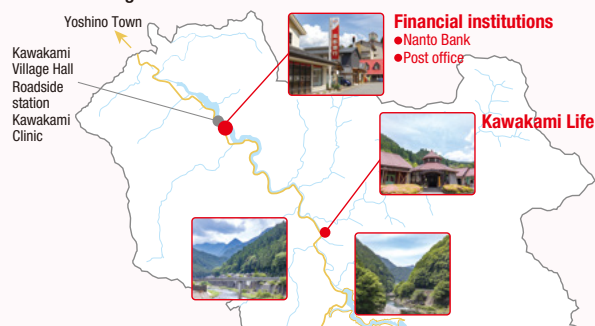 Yoshino Town
Kawakami
Village Hall
Roadside
station
Kawakami
Clinic
Financial institutions
●Nanto Bank
●Post office
Kawakami Life